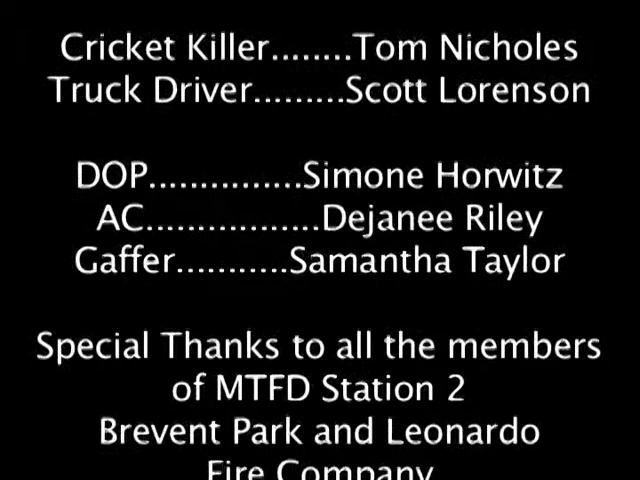 Cricket Killer........Tom Nicholes
Truck Driver.........Scott Lorenson
DOP...............Simone Horwitz
AC.................Dejanee Riley
Gaffer...........Samantha Taylor
Special Thanks to all the members
of MTFD Station 2
Brevent Park and Leonardo
Fire Company